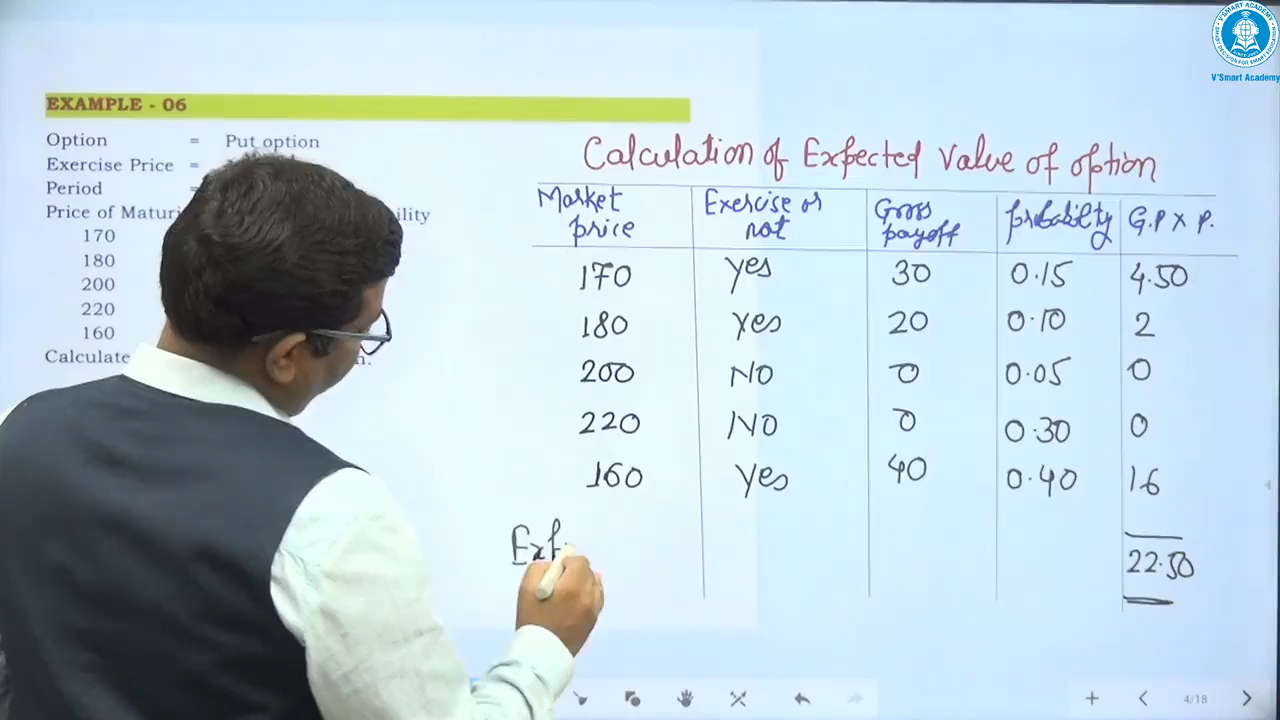 V'SMART ACADEMY
V'Smart Academy
EXAMPLE - 06
Option = Put option
Exercise Price =
Period
Price of Maturi ility
170
180
200
220
160
Calculate n:
Calculation of Expected Value of option
Market price | Exercise or not | Gross payoff | probability | G.P X P.
170 yes 30 0.15 4.50
180 yes 20 0.10 2
200 NO 0 0.05 0
220 NO 0 0.30 0
160 yes 40 0.40 16
22.50
Exp
4/18